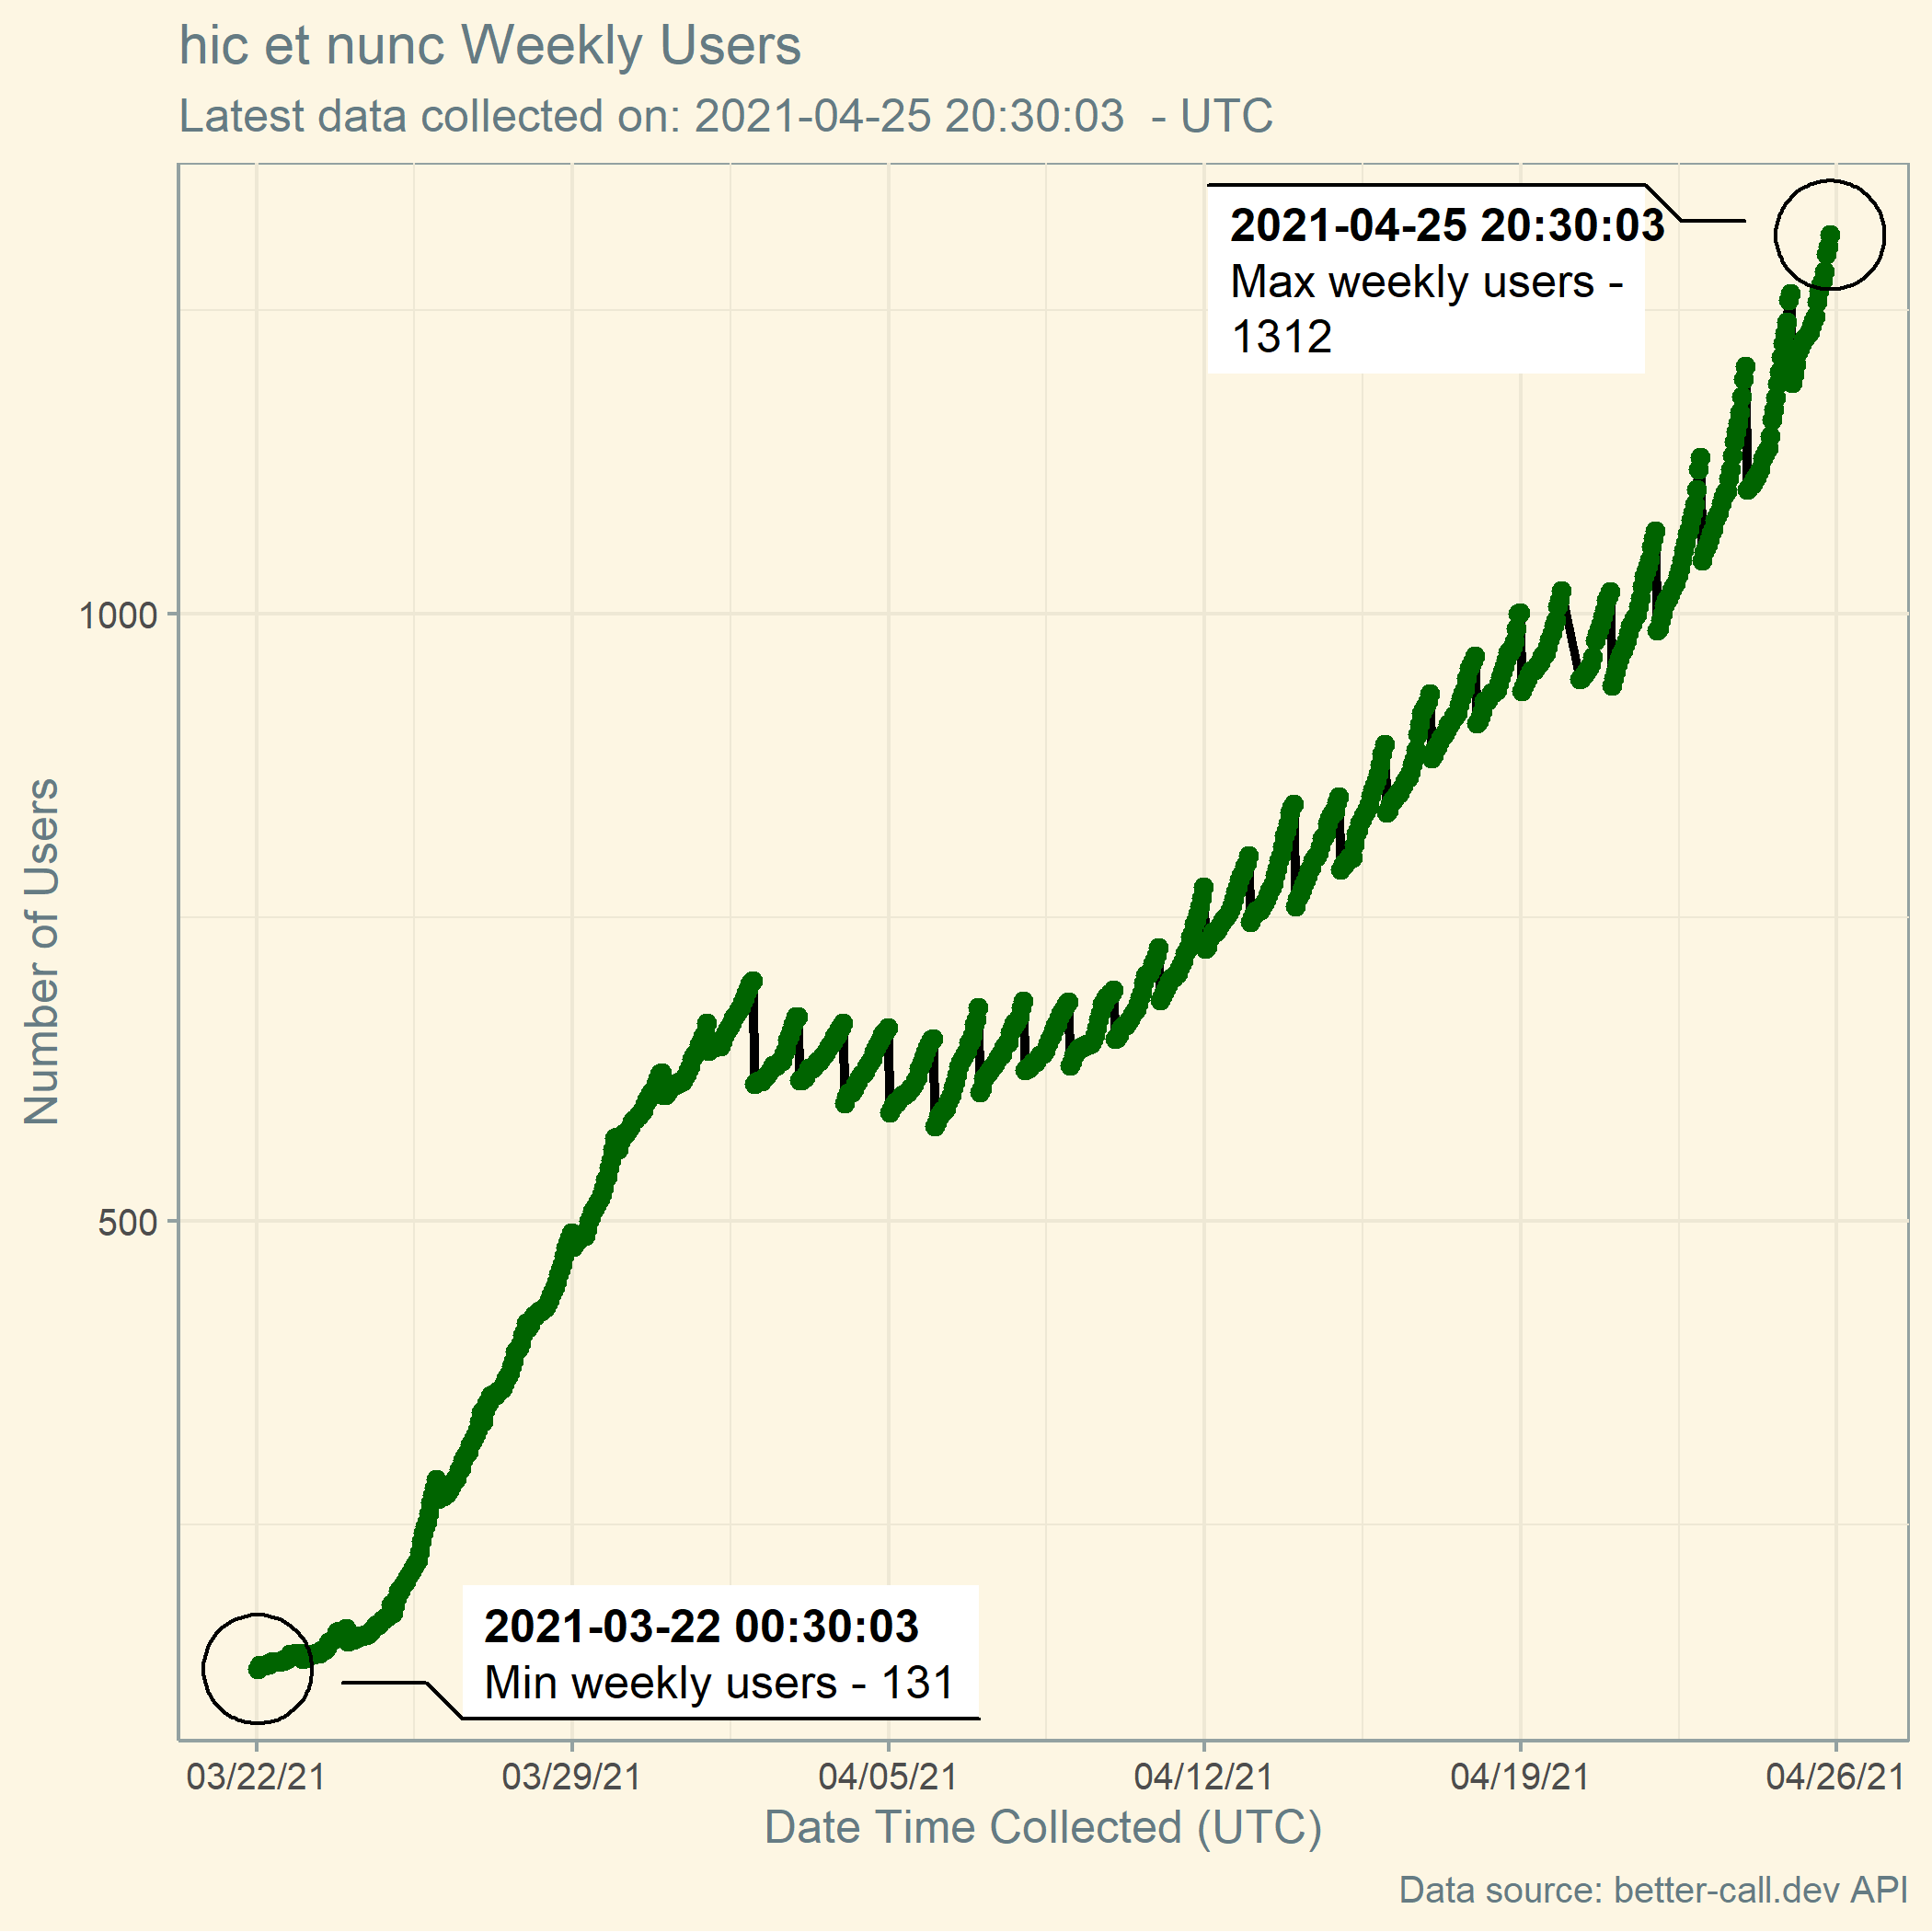 hic et nunc Weekly Users
Latest data collected on: 2021-04-25 20:30:03  - UTC
2021-04-25 20:30:03
Max weekly users -
1312
1000
Number of Users
500
2021-03-22 00:30:03
Min weekly users - 131
03/22/21 03/29/21 04/05/21 04/12/21 04/19/21 04/26/21
Date Time Collected (UTC)
Data source: better-call.dev API